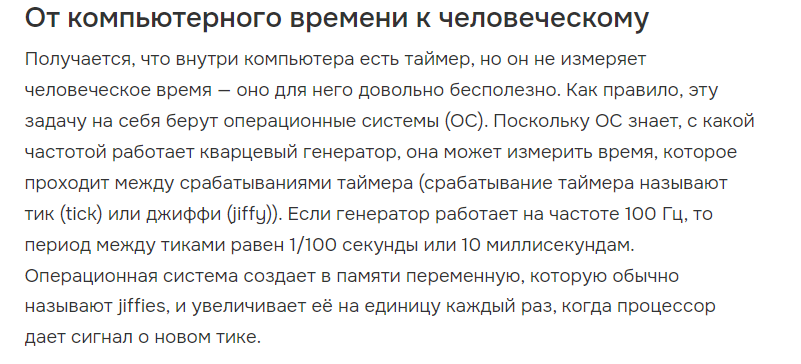 От компьютерного времени к человеческому
Получается, что внутри компьютера есть таймер, но он не измеряет
человеческое время — оно для него довольно бесполезно. Как правило, эту
задачу на себя берут операционные системы (ОС). Поскольку ОС знает, с какой
частотой работает кварцевый генератор, она может измерить время, которое
проходит между срабатываниями таймера (срабатывание таймера называют
тик (tick) или джиффи (jiffy)). Если генератор работает на частоте 100 Гц, то
период между тиками равен 1/100 секунды или 10 миллисекундам.
Операционная система создает в памяти переменную, которую обычно
называют jiffies, и увеличивает её на единицу каждый раз, когда процессор
дает сигнал о новом тике.